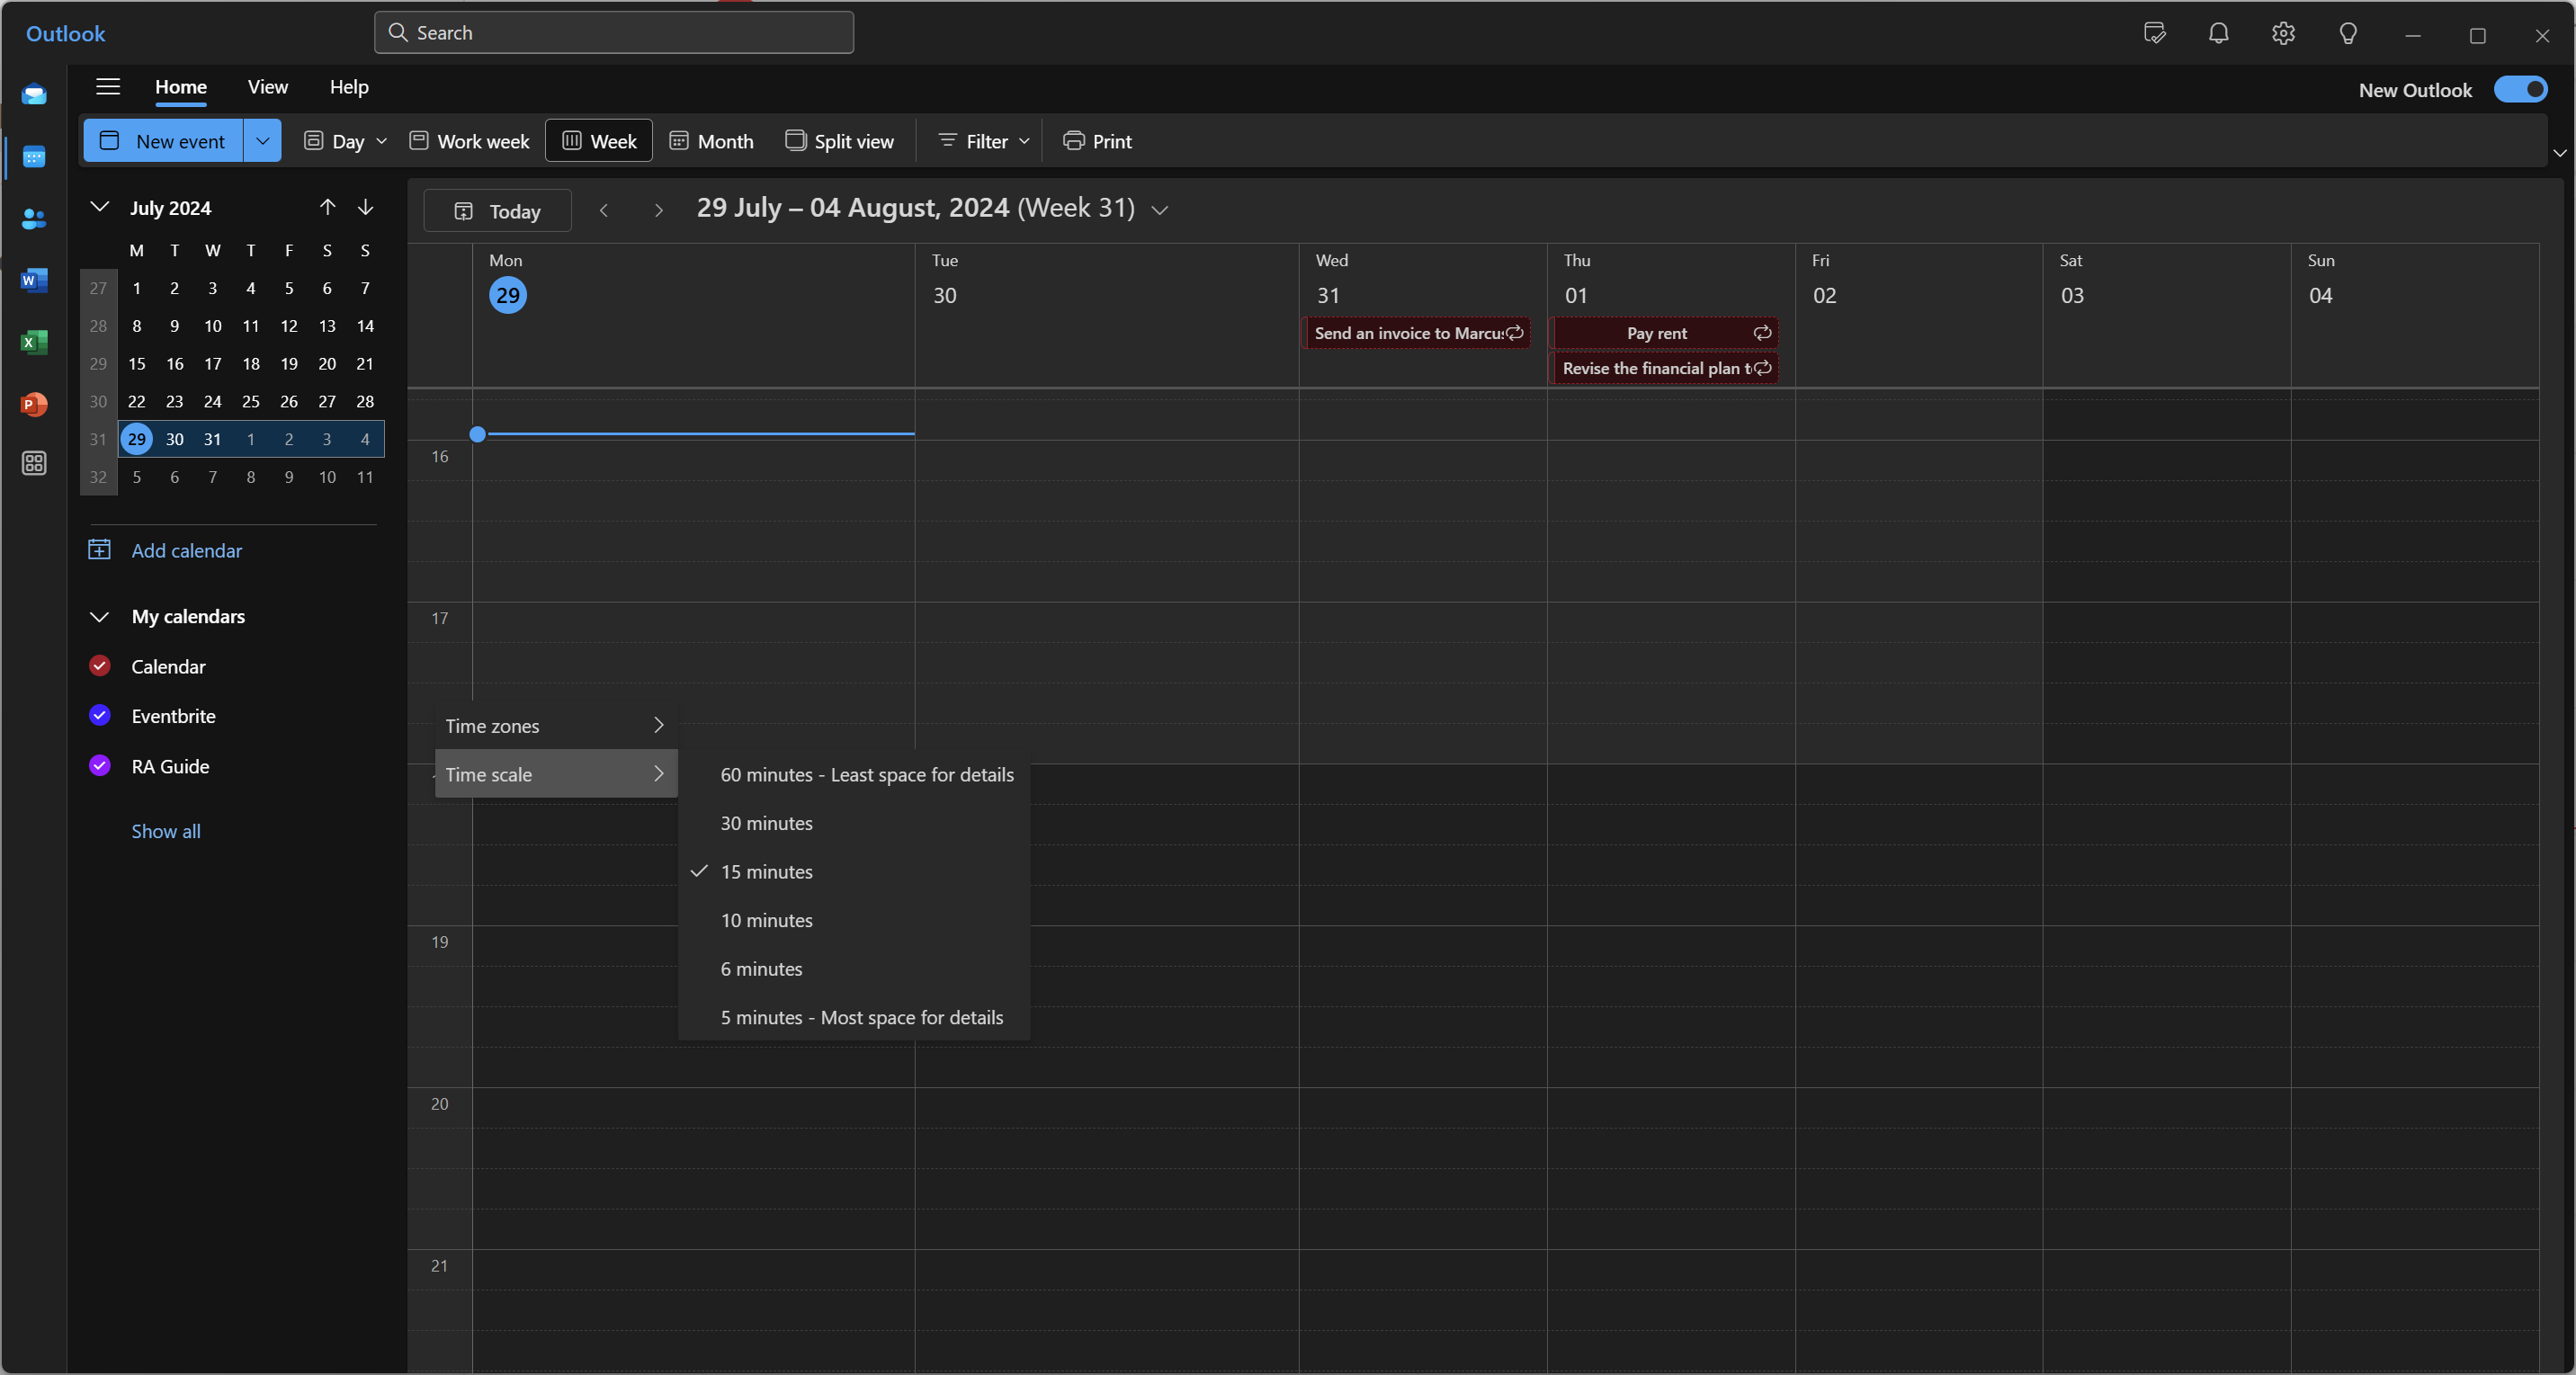 Outlook
Search
Home View Help
New Outlook
New event Day Work week Week Month Split view Filter Print
July 2024
M T W T F S S
27 1 2 3 4 5 6 7
28 8 9 10 11 12 13 14
29 15 16 17 18 19 20 21
30 22 23 24 25 26 27 28
31 29 30 31 1 2 3 4
32 5 6 7 8 9 10 11
Add calendar
My calendars
Calendar
Eventbrite
RA Guide
Show all
Today 29 July – 04 August, 2024 (Week 31)
Mon Tue Wed Thu Fri Sat Sun
29 30 31 01 02 03 04
Send an invoice to Marcus Pay rent
Revise the financial plan t
16
17
Time zones
Time scale
60 minutes - Least space for details
30 minutes
15 minutes
10 minutes
6 minutes
5 minutes - Most space for details
19
20
21